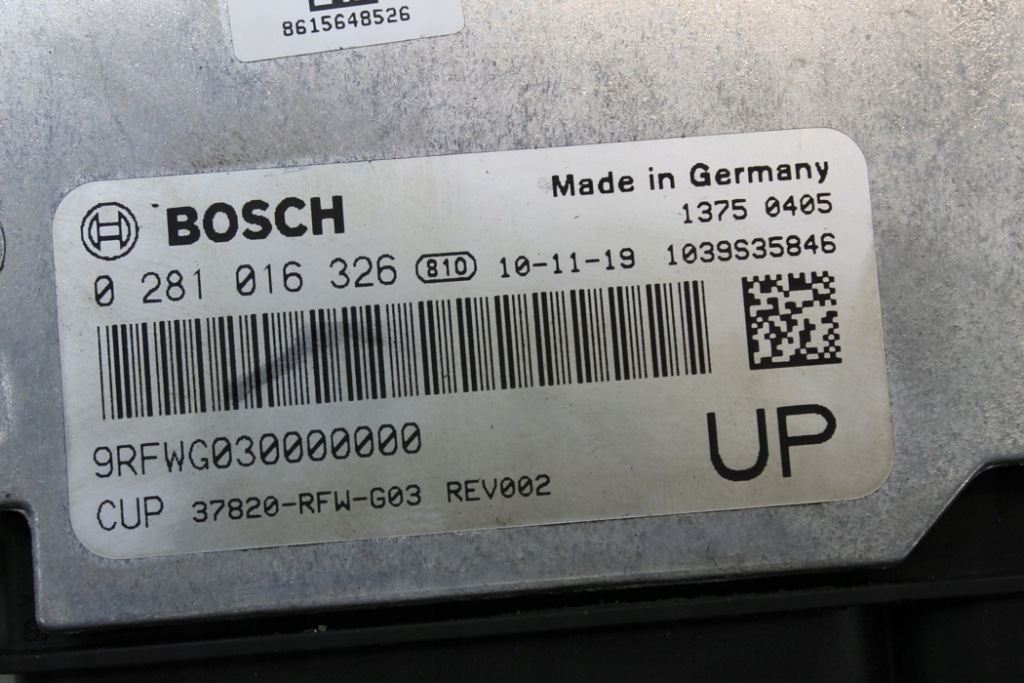 8615648526
Made in Germany
BOSCH
1375 0405
0 281 016 326 810 10-11-19 1039S35846
9RFWG030000000
UP
CUP 37820-RFW-G03 REV002